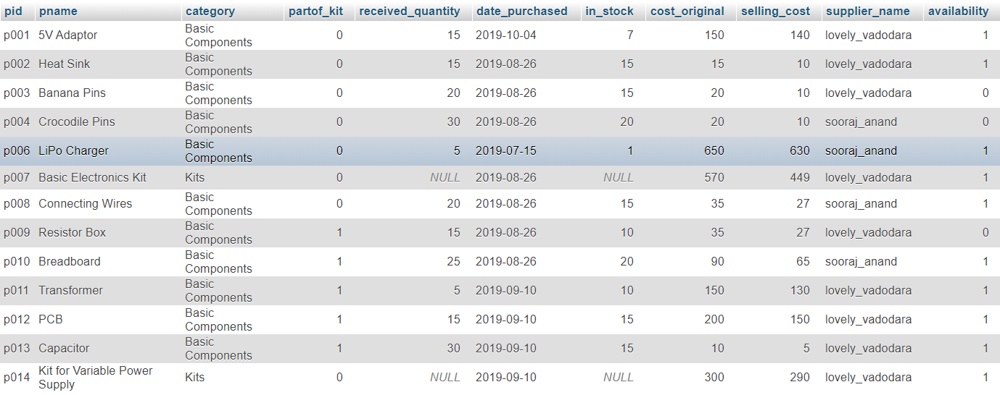 pid pname category partof_kit received_quantity date_purchased in_stock cost_original selling_cost supplier_name availability
p001 5V Adaptor Basic Components 0 15 2019-10-04 7 150 140 lovely_vadodara 1
p002 Heat Sink Basic Components 0 15 2019-08-26 15 15 10 lovely_vadodara 1
p003 Banana Pins Basic Components 0 20 2019-08-26 15 20 10 lovely_vadodara 0
p004 Crocodile Pins Basic Components 0 30 2019-08-26 20 20 10 sooraj_anand 0
p006 LiPo Charger Basic Components 0 5 2019-07-15 1 650 630 sooraj_anand 1
p007 Basic Electronics Kit Kits 0 NULL 2019-08-26 NULL 570 449 lovely_vadodara 1
p008 Connecting Wires Basic Components 0 20 2019-08-26 15 35 27 sooraj_anand 1
p009 Resistor Box Basic Components 1 15 2019-08-26 10 35 27 lovely_vadodara 0
p010 Breadboard Basic Components 1 25 2019-08-26 20 90 65 sooraj_anand 1
p011 Transformer Basic Components 1 5 2019-09-10 10 150 130 lovely_vadodara 1
p012 PCB Basic Components 1 15 2019-09-10 15 200 150 lovely_vadodara 1
p013 Capacitor Basic Components 1 30 2019-09-10 15 10 5 lovely_vadodara 1
p014 Kit for Variable Power Supply Kits 0 NULL 2019-09-10 NULL 300 290 lovely_vadodara 1